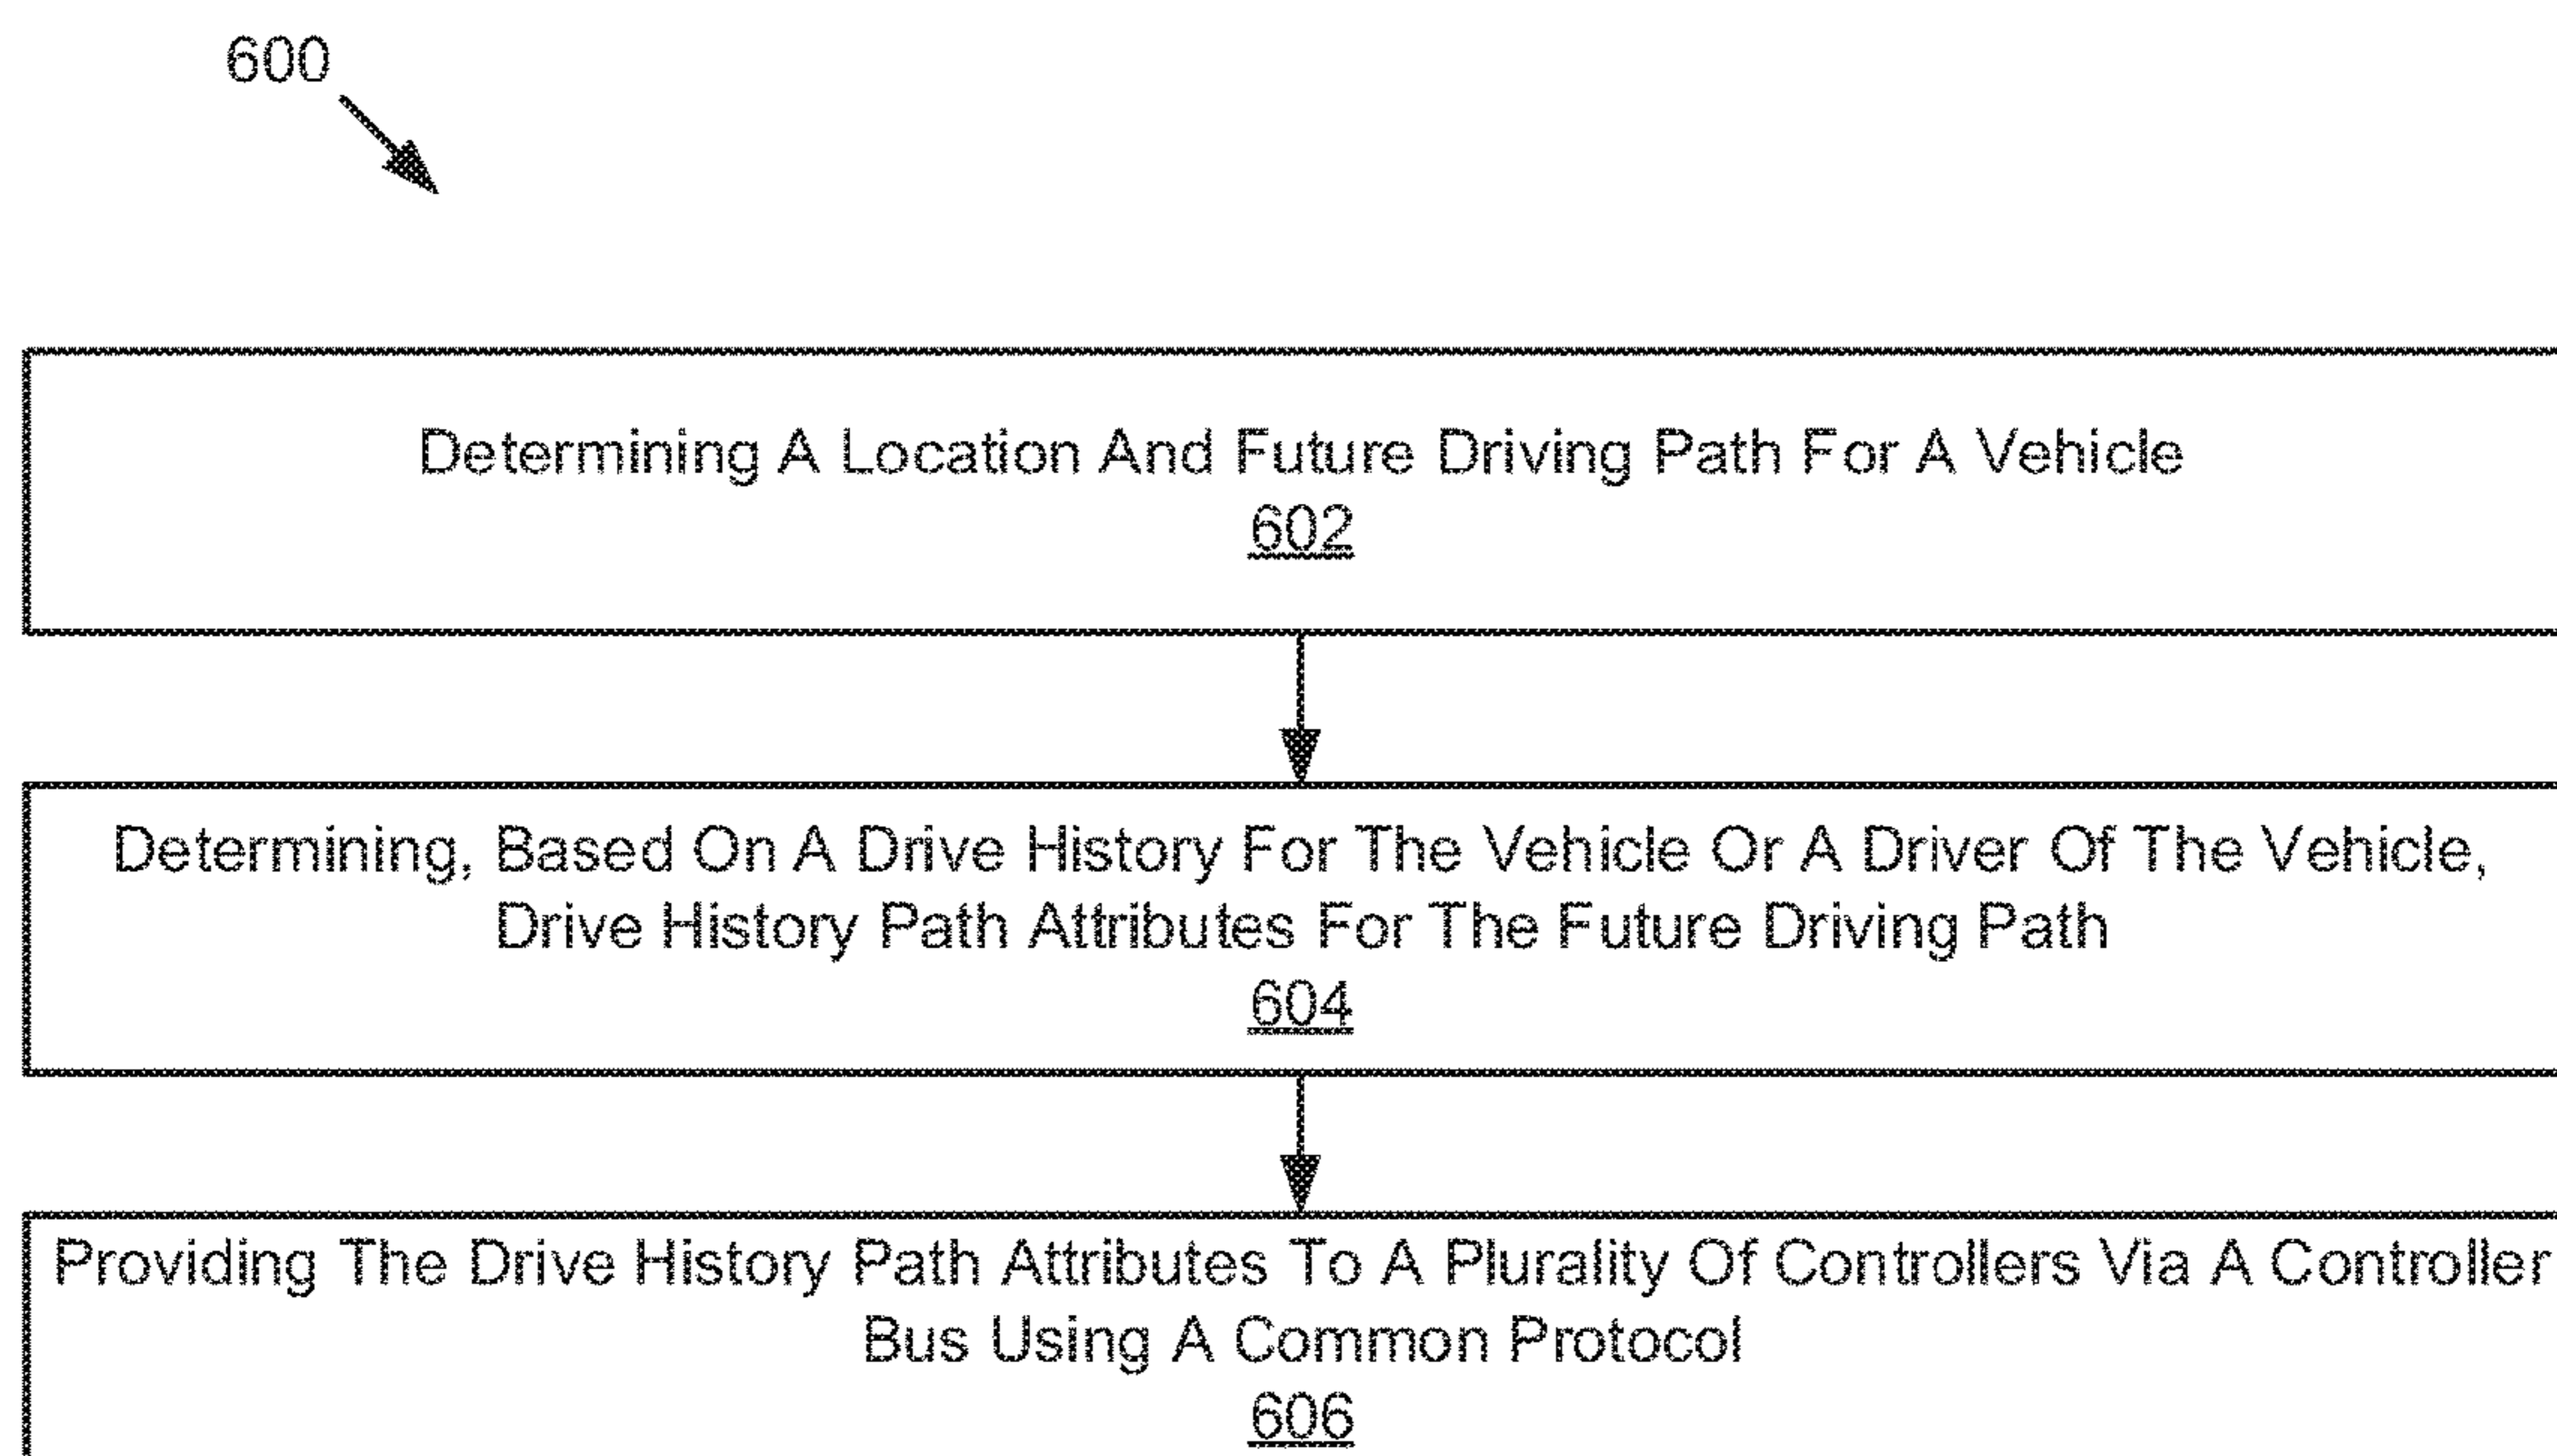 600
Determining A Location And Future Driving Path For A Vehicle
602
Determining, Based On A Drive History For The Vehicle Or A Driver Of The Vehicle,
Drive History Path Attributes For The Future Driving Path
604
Providing The Drive History Path Attributes To A Plurality Of Controllers Via A Controller
Bus Using A Common Protocol
606